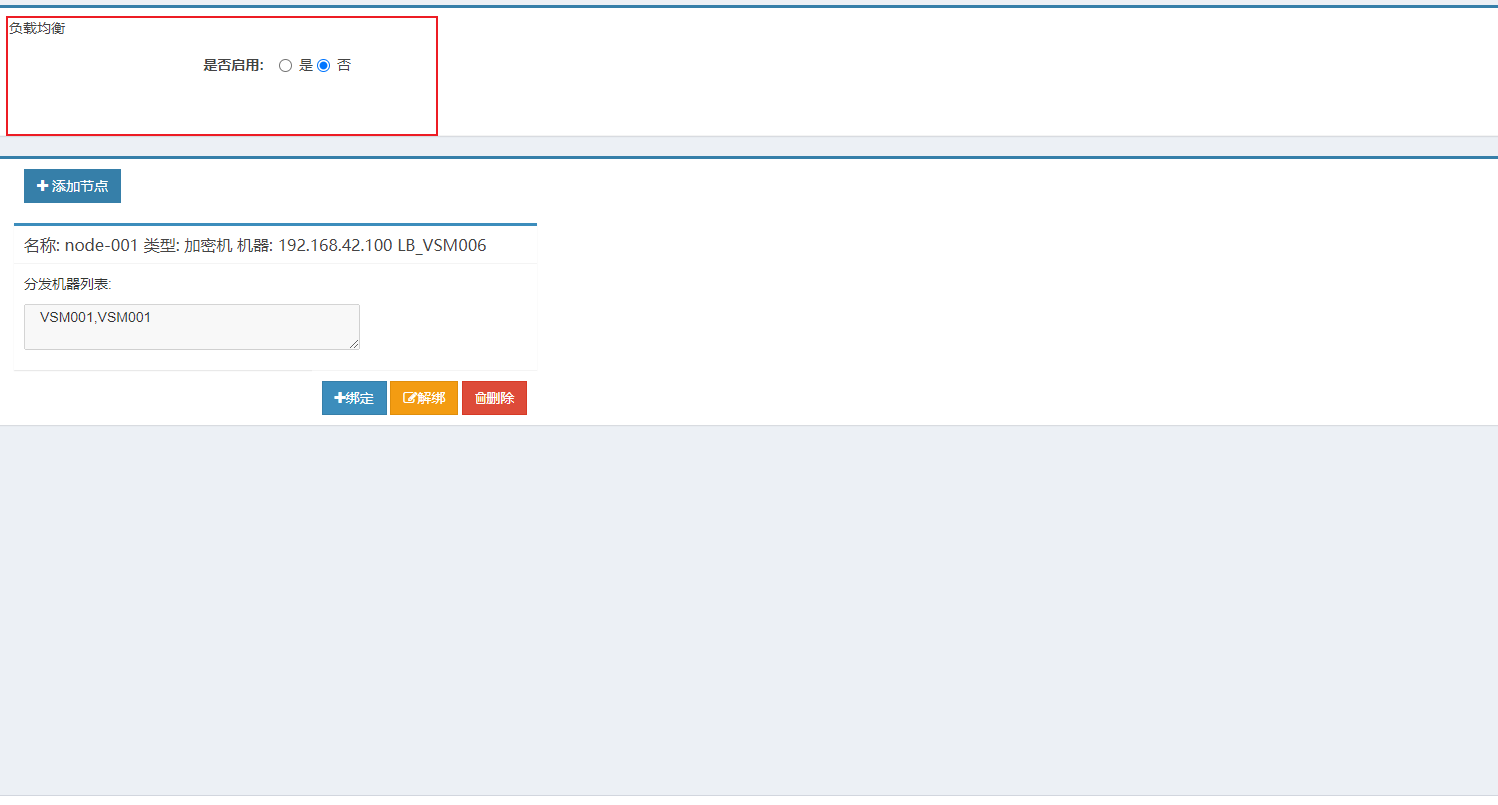 负载均衡
是否启用: 是 否
添加节点
名称: node-001 类型: 加密机 机器: 192.168.42.100 LB_VSM006
分发机器列表:
VSM001,VSM001
绑定 解绑 删除